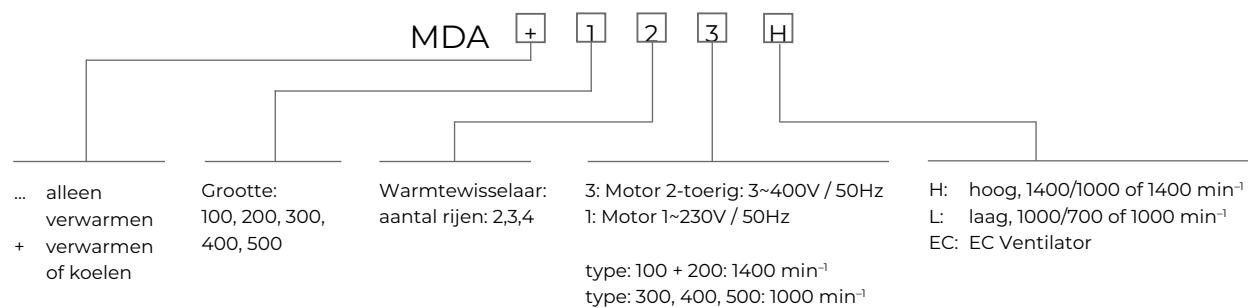 MDA + 1 2 3 H
... alleen
verwarmen
+ verwarmen
of koelen
Grootte:
100, 200, 300,
400, 500
Warmtewisselaar:
aantal rijen: 2,3,4
3: Motor 2-toerig: 3~400V / 50Hz
1: Motor 1~230V / 50Hz
type: 100 + 200: 1400 min⁻¹
type: 300, 400, 500: 1000 min⁻¹
H: hoog, 1400/1000 of 1400 min⁻¹
L: laag, 1000/700 of 1000 min⁻¹
EC: EC Ventilator